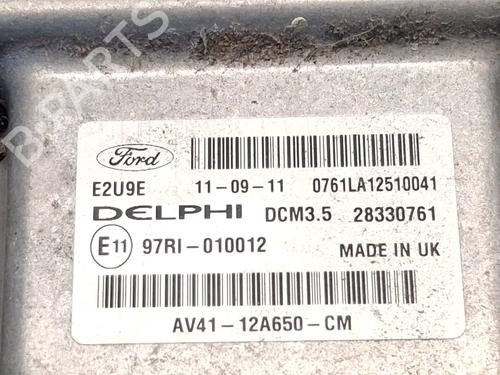 B-PARTS
Ford
E2U9E 11-09-11 0761LA12510041
DELPHI DCM3.5 28330761
E11 97RI-010012 MADE IN UK
AV41-12A650-CM